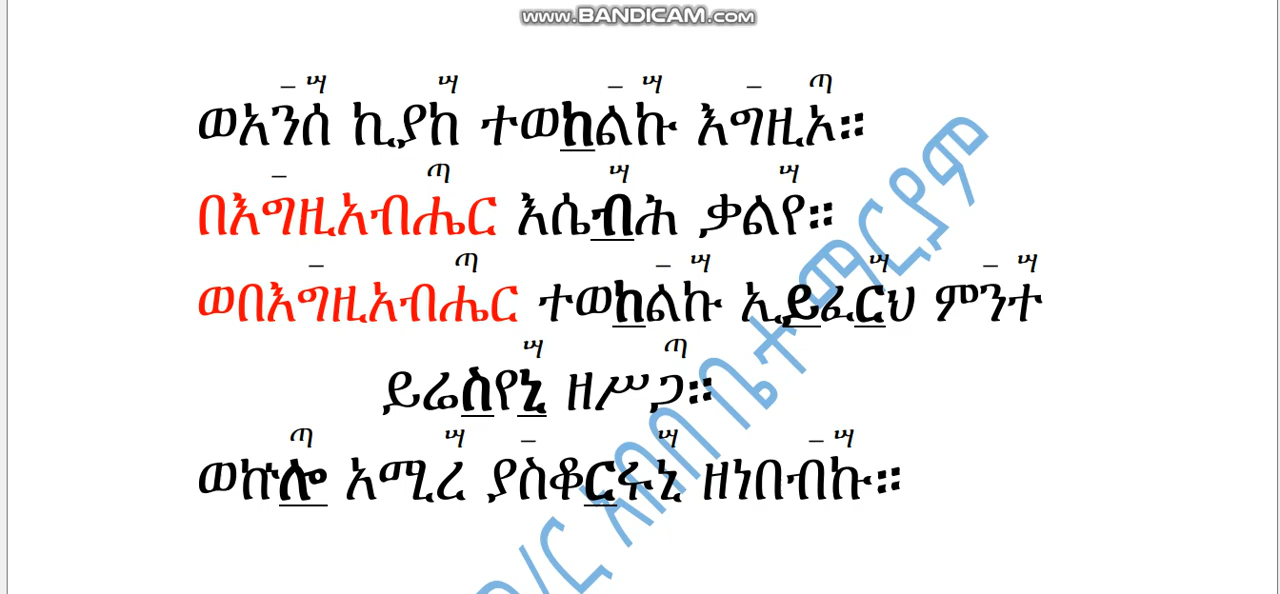 www.BANDICAM.com
– ሣ ሣ – ሣ – ጣ
ወአንሰ ኪያከ ተወከልኩ እግዚአ።
– ጣ ሣ ሣ
በእግዚአብሔር እሴብሕ ቃልየ።
– ጣ – ሣ ሣ – ሣ
ወበእግዚአብሔር ተወከልኩ ኢይፈርህ ምንተ
ሣ ጣ
ይሬስየኒ ዘሥጋ።
ጣ ሣ – ሣ – ሣ
ወኵሎ አሚረ ያስቆርሩኒ ዘነበብኩ።